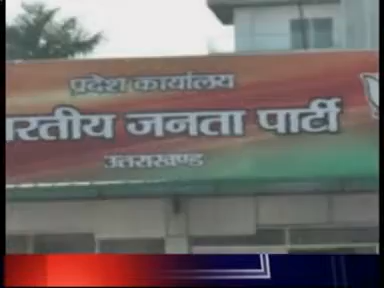 प्रदेश कार्यालय
रतीय जनता पार्टी
उत्तराखण्ड